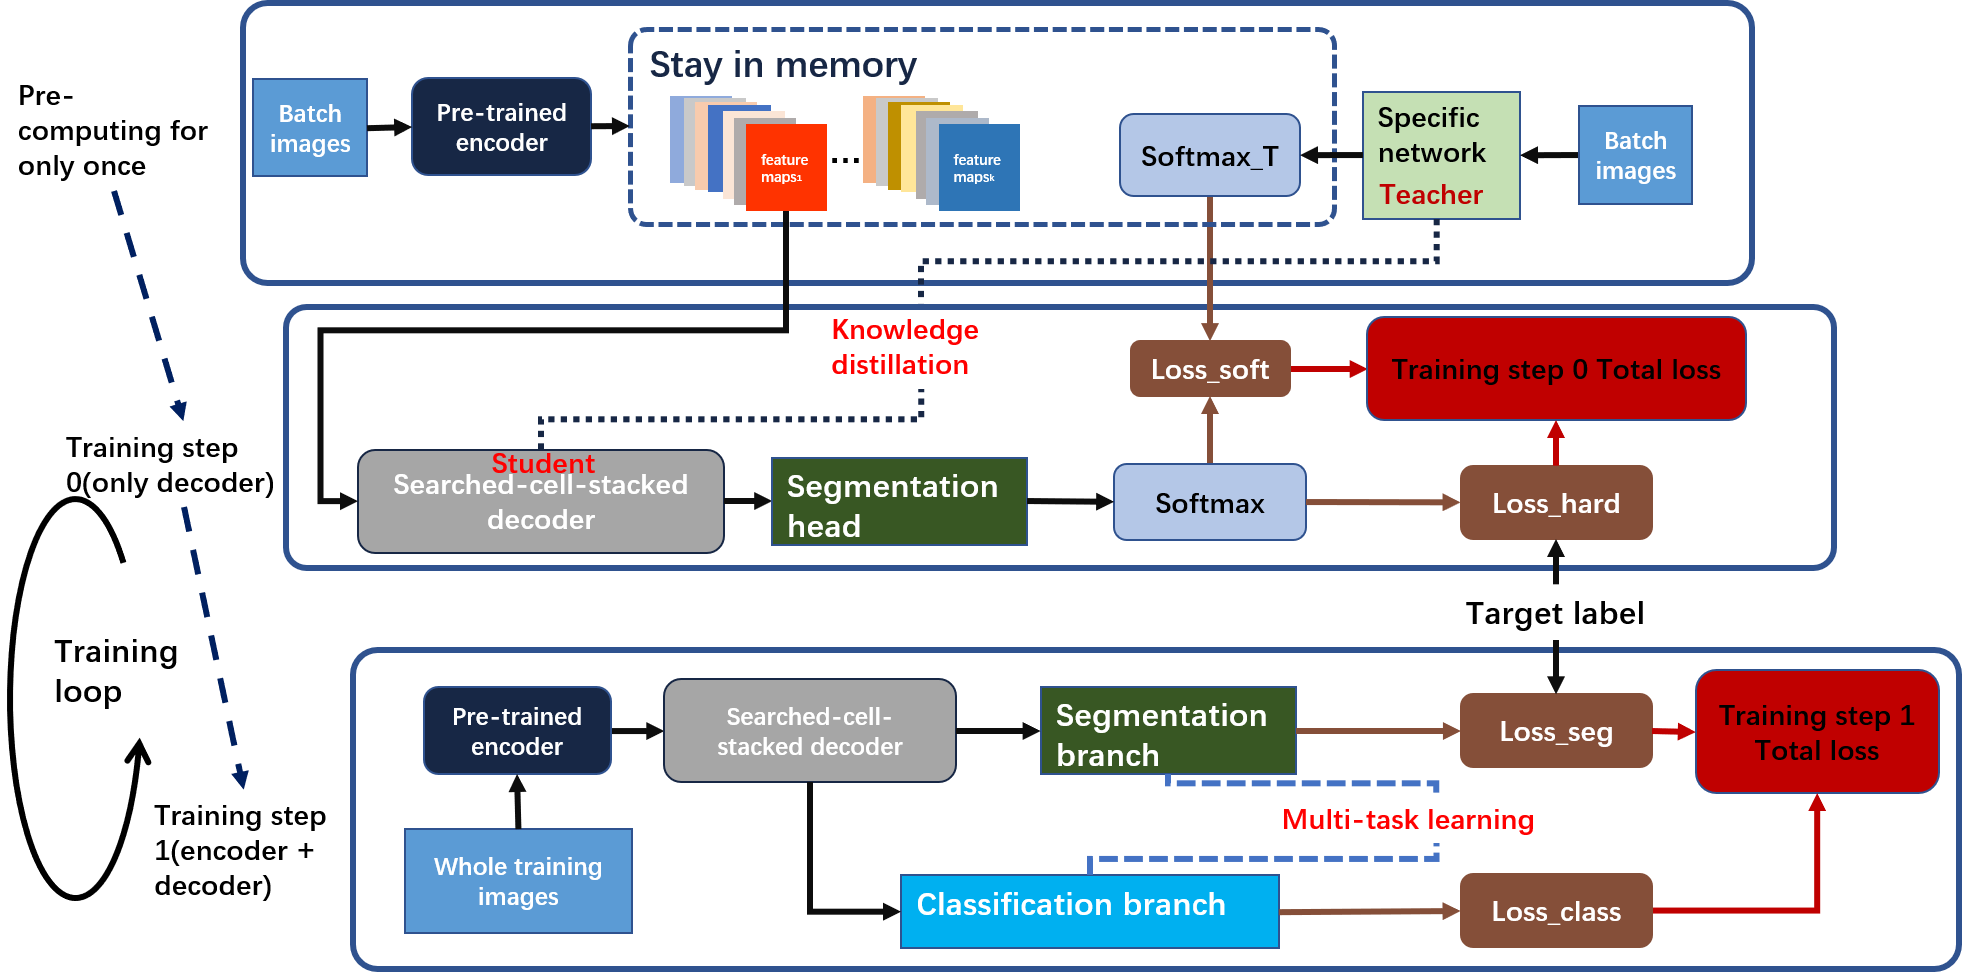 Pre-
computing for
only once
Batch
images
Pre-trained
encoder
Stay in memory
feature
maps1
...
feature
mapsk
Softmax_T
Specific
network
Teacher
Batch
images
Knowledge
distillation
Loss_soft
Training step 0 Total loss
Training step
0(only decoder)
Student
Searched-cell-stacked
decoder
Segmentation
head
Softmax
Loss_hard
Target label
Training
loop
Pre-trained
encoder
Searched-cell-
stacked decoder
Segmentation
branch
Loss_seg
Training step 1
Total loss
Multi-task learning
Training step
1(encoder +
decoder)
Whole training
images
Classification branch
Loss_class